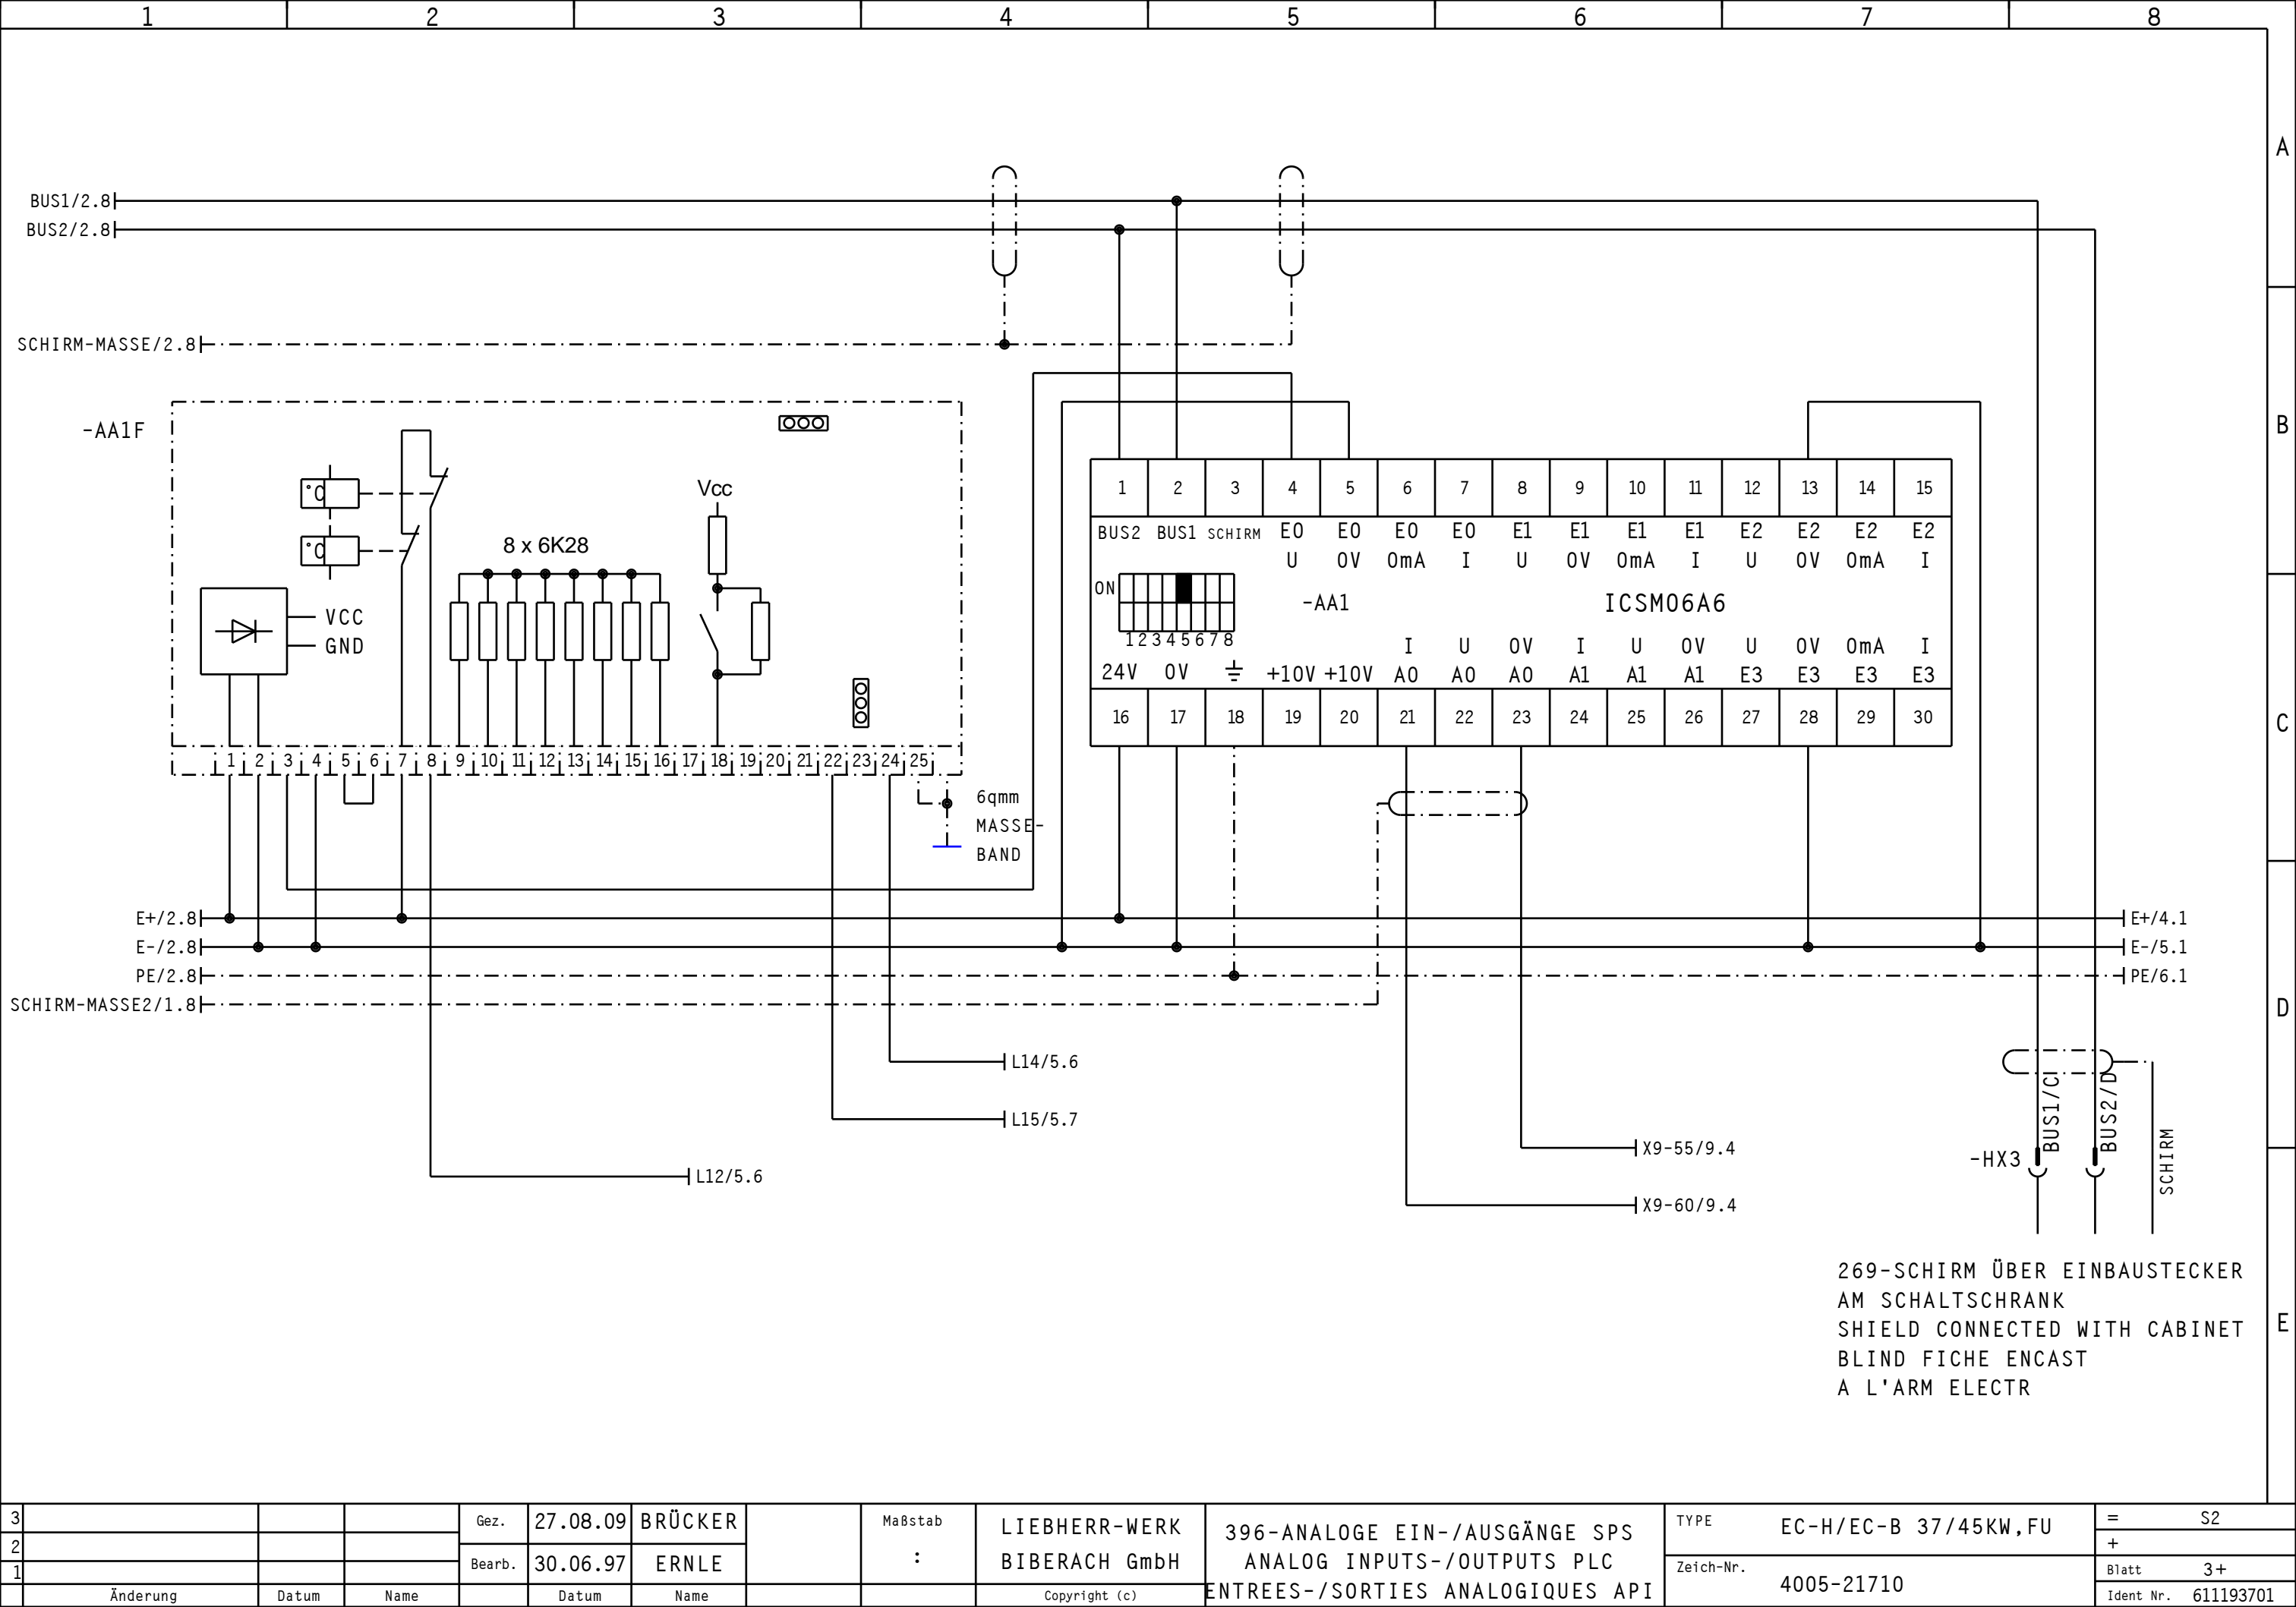 1 2 3 4 5 6 7 8
A
BUS1/2.8
BUS2/2.8
SCHIRM-MASSE/2.8
B
-AA1F
°C
°C
Vcc
8 x 6K28
VCC
GND
1 2 3 4 5 6 7 8 9 10 11 12 13 14 15 16 17 18 19 20 21 22 23 24 25
6qmm
MASSE-
BAND
1 2 3 4 5 6 7 8 9 10 11 12 13 14 15
BUS2 BUS1 SCHIRM E0 E0 E0 E0 E1 E1 E1 E1 E2 E2 E2 E2
U 0V 0mA I U 0V 0mA I U 0V 0mA I
ON
-AA1 ICSM06A6
1 2 3 4 5 6 7 8
I U 0V I U 0V U 0V 0mA I
24V 0V +10V +10V A0 A0 A0 A1 A1 A1 E3 E3 E3 E3
16 17 18 19 20 21 22 23 24 25 26 27 28 29 30
C
E+/2.8 E+/4.1
E-/2.8 E-/5.1
PE/2.8 PE/6.1
SCHIRM-MASSE2/1.8
D
L14/5.6
L15/5.7
L12/5.6
X9-55/9.4
X9-60/9.4
BUS1/C
BUS2/D
SCHIRM
-HX3
269-SCHIRM ÜBER EINBAUSTECKER
AM SCHALTSCHRANK
SHIELD CONNECTED WITH CABINET
BLIND FICHE ENCAST
A L'ARM ELECTR
E
3
2
1
Änderung Datum Name
Gez. 27.08.09 BRÜCKER
Bearb. 30.06.97 ERNLE
Datum Name
Maßstab
:
LIEBHERR-WERK
BIBERACH GmbH
Copyright (c)
396-ANALOGE EIN-/AUSGÄNGE SPS
ANALOG INPUTS-/OUTPUTS PLC
ENTREES-/SORTIES ANALOGIQUES API
TYPE EC-H/EC-B 37/45KW,FU
Zeich-Nr. 4005-21710
= S2
+
Blatt 3+
Ident Nr. 611193701